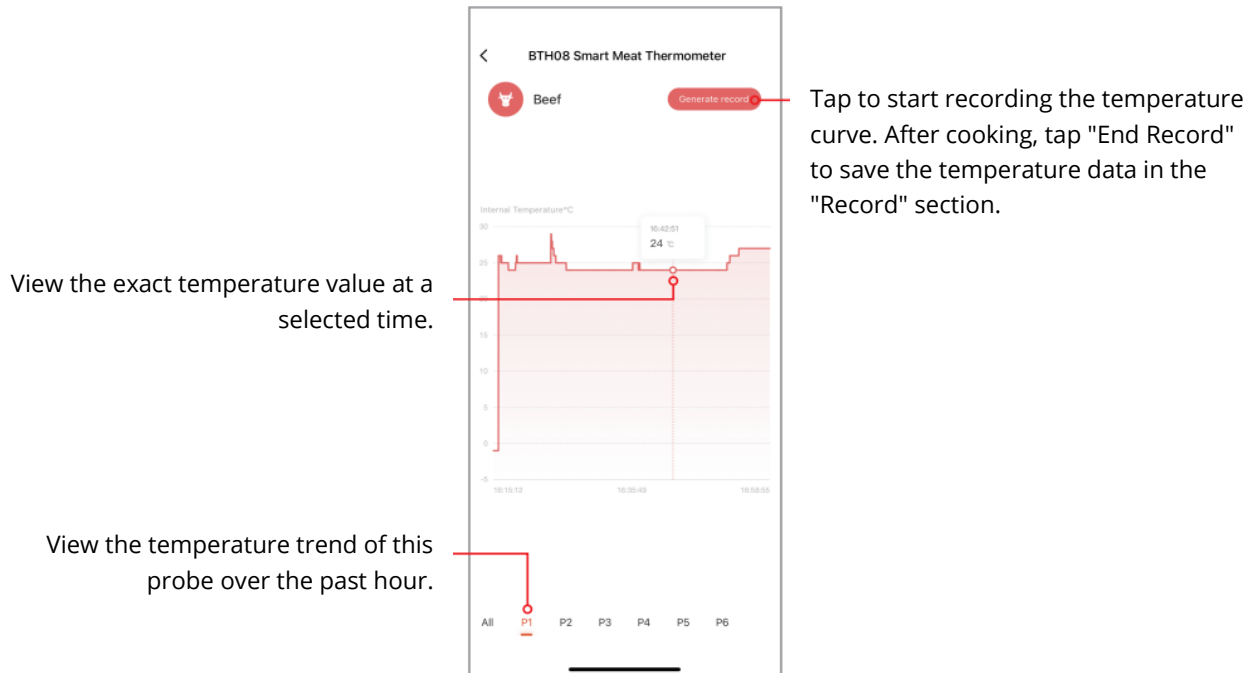 BTH08 Smart Meat Thermometer
Beef
Generate record
Tap to start recording the temperature
curve. After cooking, tap "End Record"
to save the temperature data in the
"Record" section.
Internal Temperature°C
30
16:42:51
24 °C
25
View the exact temperature value at a
selected time.
20
15
10
5
0
-5
16:15:13
16:35:49
16:58:55
View the temperature trend of this
probe over the past hour.
All P1 P2 P3 P4 P5 P6